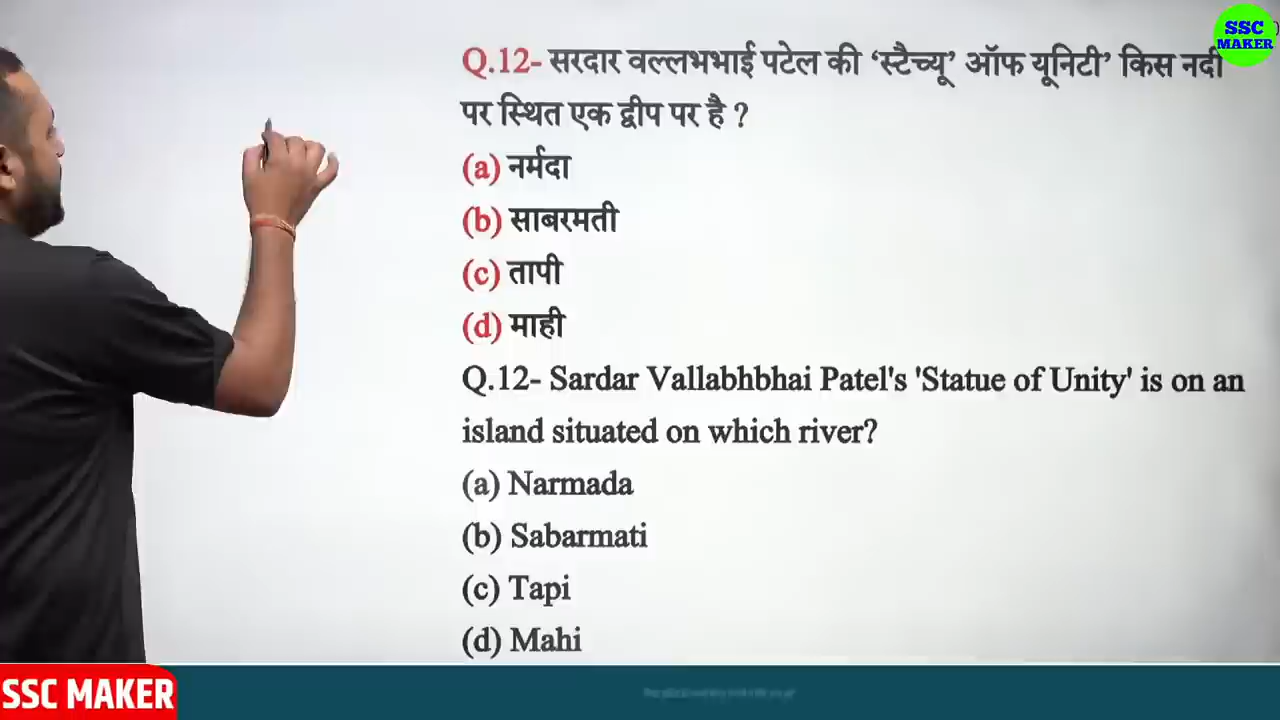 SSC
MAKER
Q.12- सरदार वल्लभभाई पटेल की ‘स्टैच्यू’ ऑफ यूनिटी’ किस नदी
पर स्थित एक द्वीप पर है ?
(a) नर्मदा
(b) साबरमती
(c) तापी
(d) माही
Q.12- Sardar Vallabhbhai Patel's 'Statue of Unity' is on an
island situated on which river?
(a) Narmada
(b) Sabarmati
(c) Tapi
(d) Mahi
SSC MAKER